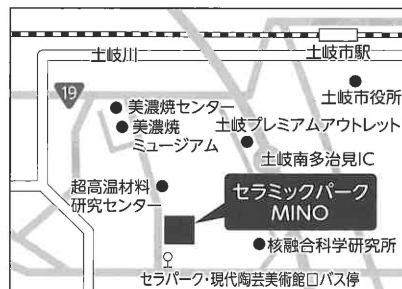 土岐川
土岐市駅
19
土岐市役所
美濃焼センター
美濃焼
ミュージアム
土岐プレミアムアウトレット
土岐南多治見IC
超高温材料
研究センター
セラミックパーク
MINO
核融合科学研究所
セラパーク・現代陶芸美術館口バス停